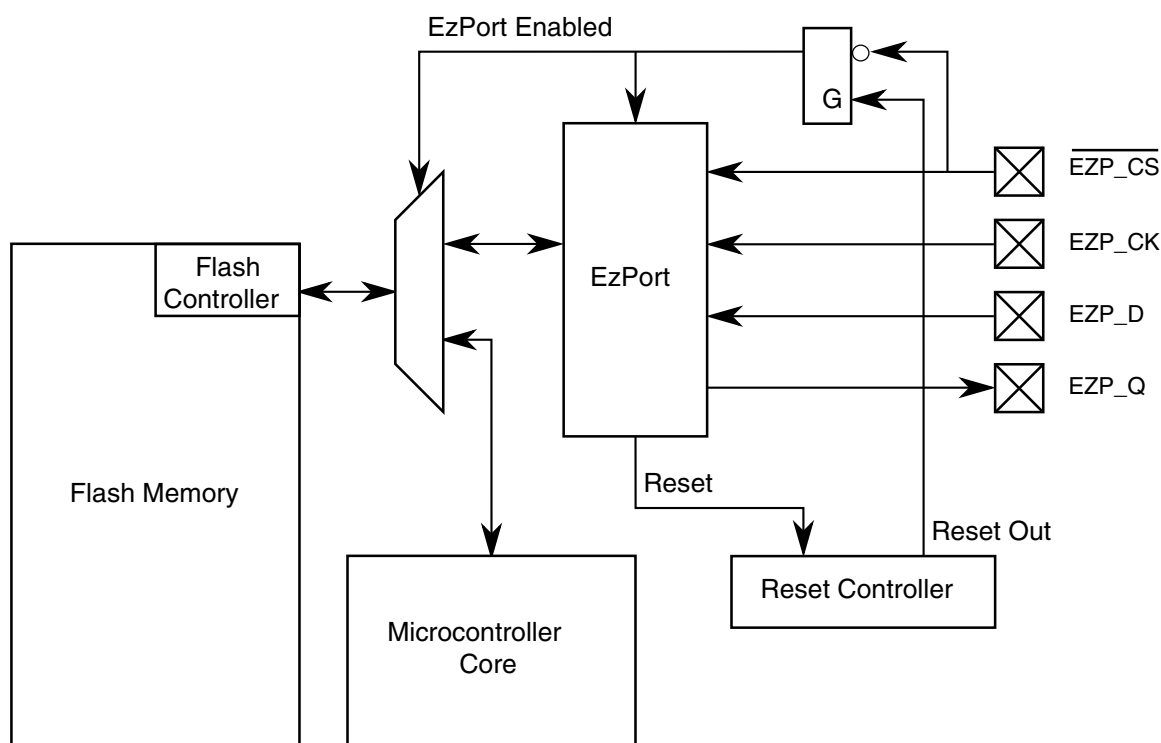 EzPort Enabled
G
EZP_CS
EZP_CK
EZP_D
EZP_Q
Flash
Controller
EzPort
Flash Memory
Reset
Reset Out
Reset Controller
Microcontroller
Core